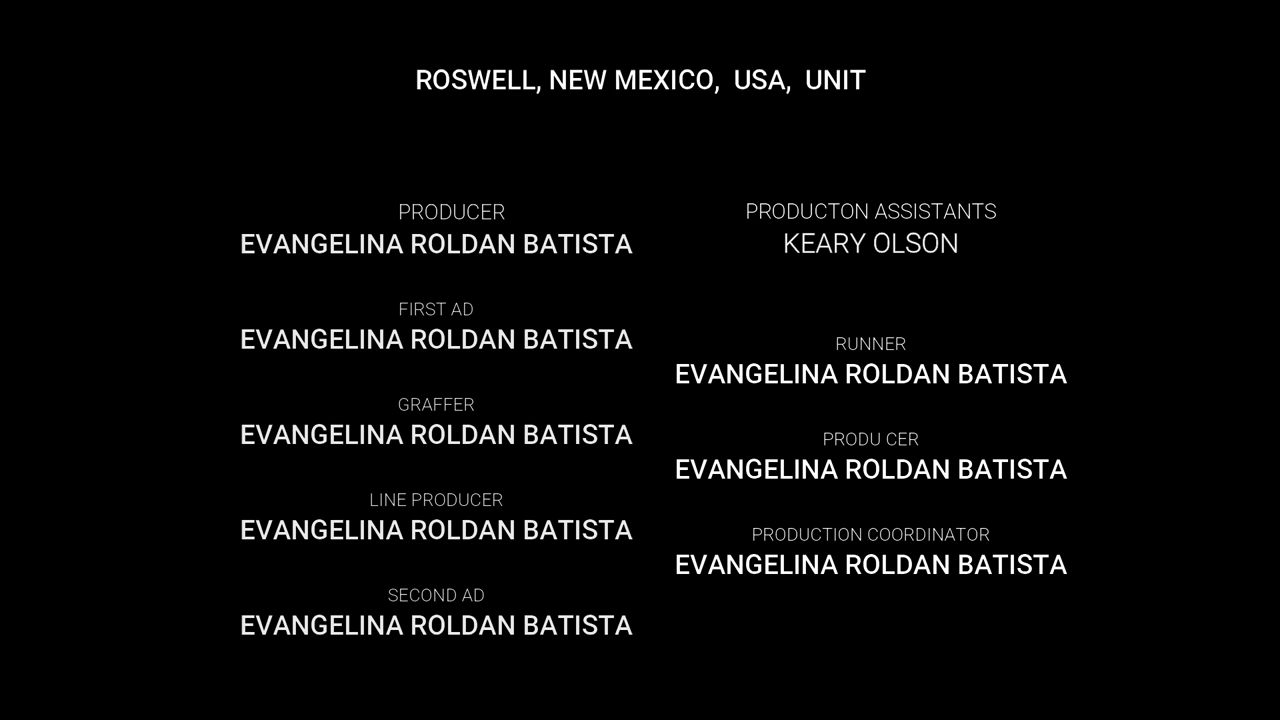 ROSWELL, NEW MEXICO, USA, UNIT
PRODUCER
EVANGELINA ROLDAN BATISTA
FIRST AD
EVANGELINA ROLDAN BATISTA
GRAFFER
EVANGELINA ROLDAN BATISTA
LINE PRODUCER
EVANGELINA ROLDAN BATISTA
SECOND AD
EVANGELINA ROLDAN BATISTA
PRODUCTON ASSISTANTS
KEARY OLSON
RUNNER
EVANGELINA ROLDAN BATISTA
PRODU CER
EVANGELINA ROLDAN BATISTA
PRODUCTION COORDINATOR
EVANGELINA ROLDAN BATISTA